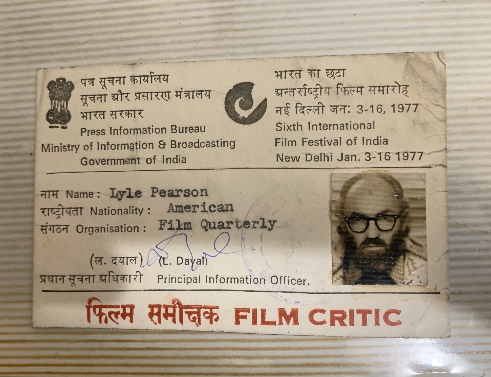 पत्र सूचना कार्यालय
सूचना और प्रसारण मंत्रालय
भारत सरकार
Press Information Bureau
Ministry of Information & Broadcasting
Government of India
भारत का छटा
अन्तर्राष्ट्रीय फिल्म समारोह
नई दिल्ली जन: 3-16, 1977
Sixth International
Film Festival of India
New Delhi Jan. 3-16 1977
नाम Name : Lyle Pearson
राष्ट्रीयता Nationality : American
संगठन Organisation : Film Quarterly
(ल. दयाल) (L. Dayal)
प्रधान सूचना अधिकारी Principal Information Officer.
फिल्म समीक्षक FILM CRITIC